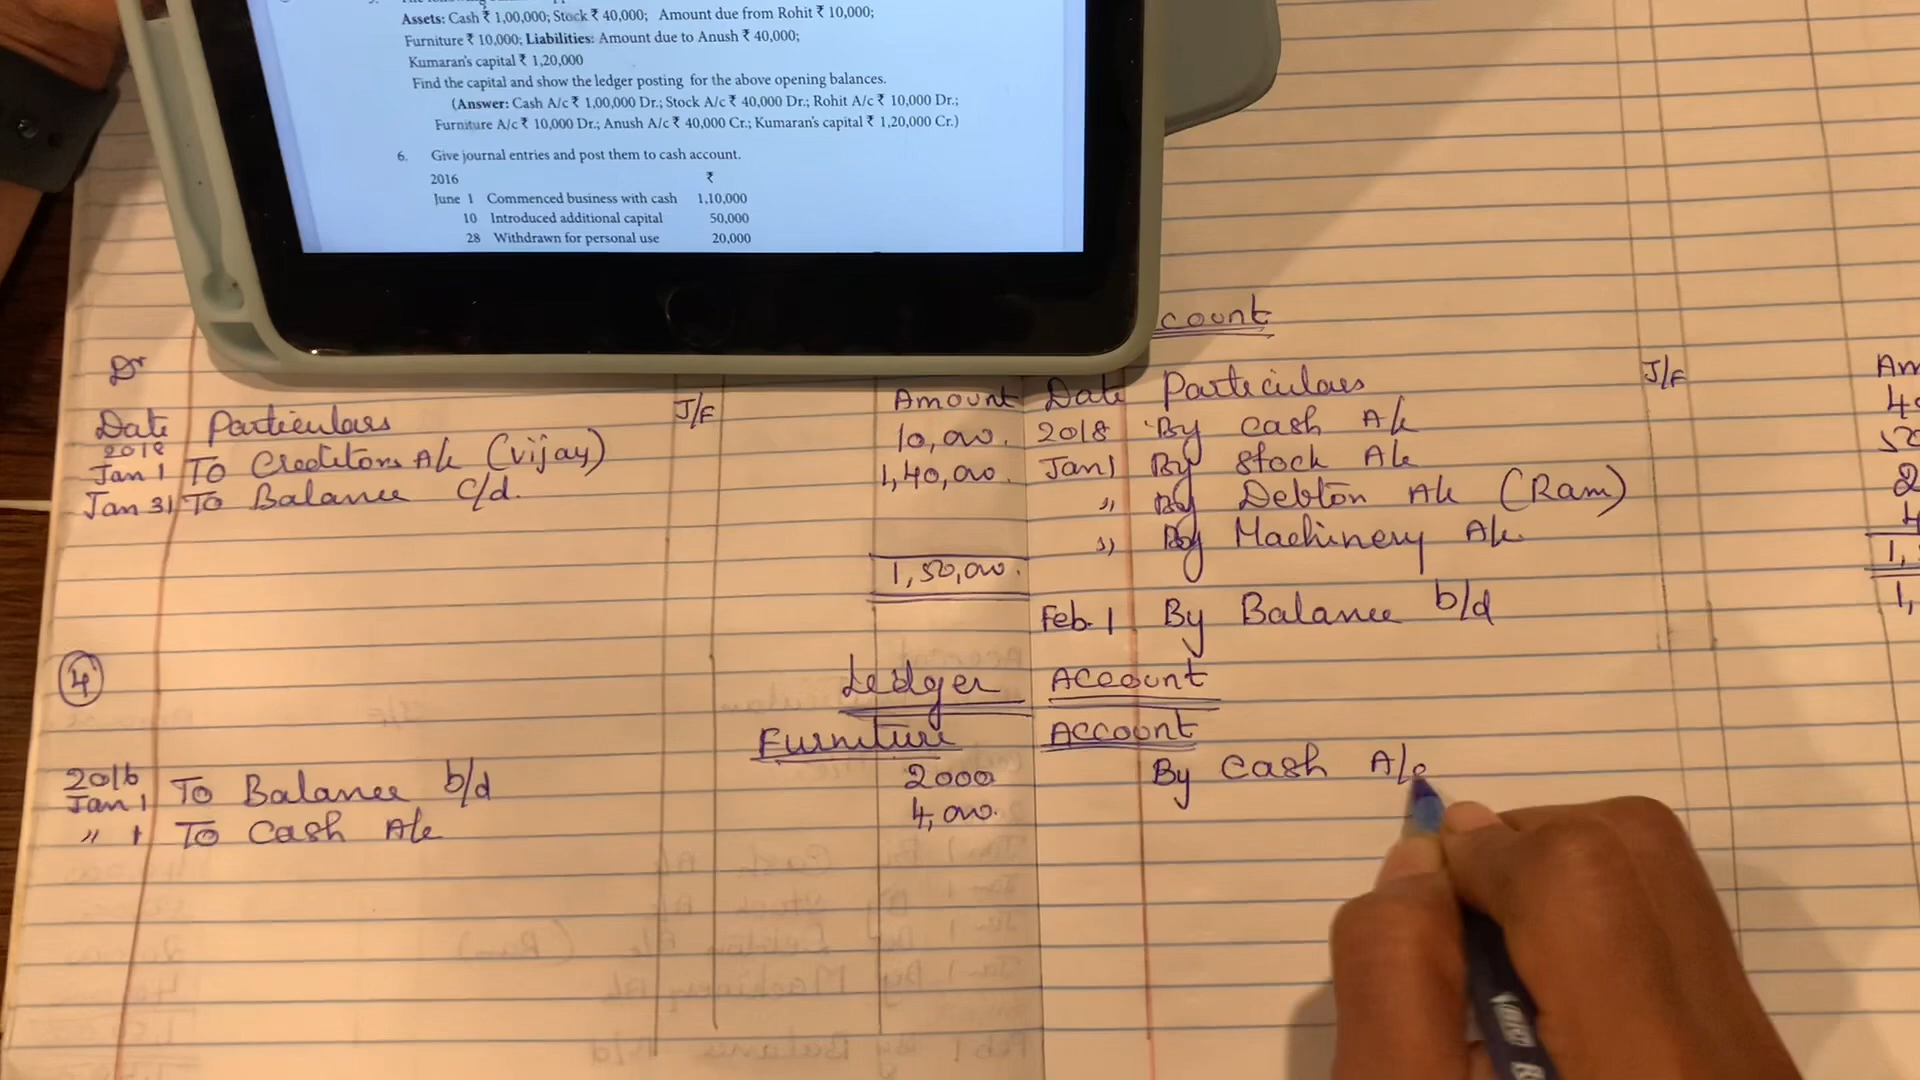 Assets: Cash ₹ 1,00,000; Stock ₹ 40,000; Amount due from Rohit ₹ 10,000;
Furniture ₹ 10,000; Liabilities: Amount due to Anush ₹ 40,000;
Kumaran's capital ₹ 1,20,000
Find the capital and show the ledger posting for the above opening balances.
(Answer: Cash A/c ₹ 1,00,000 Dr.; Stock A/c ₹ 40,000 Dr.; Rohit A/c ₹ 10,000 Dr.;
Furniture A/c ₹ 10,000 Dr.; Anush A/c ₹ 40,000 Cr.; Kumaran's capital ₹ 1,20,000 Cr.)
6. Give journal entries and post them to cash account.
2016 ₹
June 1 Commenced business with cash 1,10,000
10 Introduced additional capital 50,000
28 Withdrawn for personal use 20,000
count
Dr
Date Particulars J/F Amount Date Particulars J/F Am
2018 10,000. 2018 By Cash A/c
Jan 1 To Creditors A/c (Vijay) 1,40,000. Jan 1 By Stock A/c
Jan 31 To Balance c/d. " By Debtors A/c (Ram) 2
" By Machinery A/c
1,50,000. 1,
Feb. 1 By Balance b/d 1,
4 Ledger Account
Furniture Account
2016 2000 By Cash A/c
Jan 1 To Balance b/d 4,000.
" 1 To Cash A/c